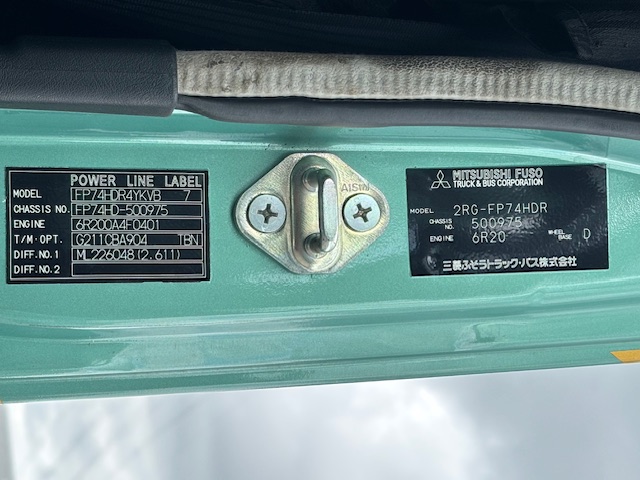 POWER LINE LABEL
MODEL FP74HDR4YKVB 7
CHASSIS NO. FP74HD-500975
ENGINE 6R200A4F0401
T/M·OPT. G211CBA904 TBN
DIFF.NO.1 ML226048(2.611)
DIFF.NO.2
AISIN
MITSUBISHI FUSO
TRUCK & BUS CORPORATION
MODEL 2RG-FP74HDR
CHASSIS NO. 500975
ENGINE 6R20 WHEEL BASE D
三菱ふそうトラック・バス株式会社